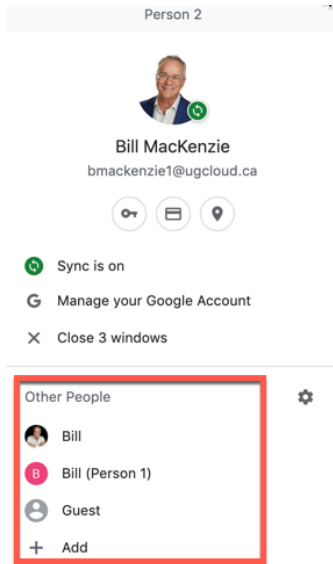 Person 2
Bill MacKenzie
bmackenzie1@ugcloud.ca
Sync is on
G Manage your Google Account
Close 3 windows
Other People
Bill
B Bill (Person 1)
Guest
Add